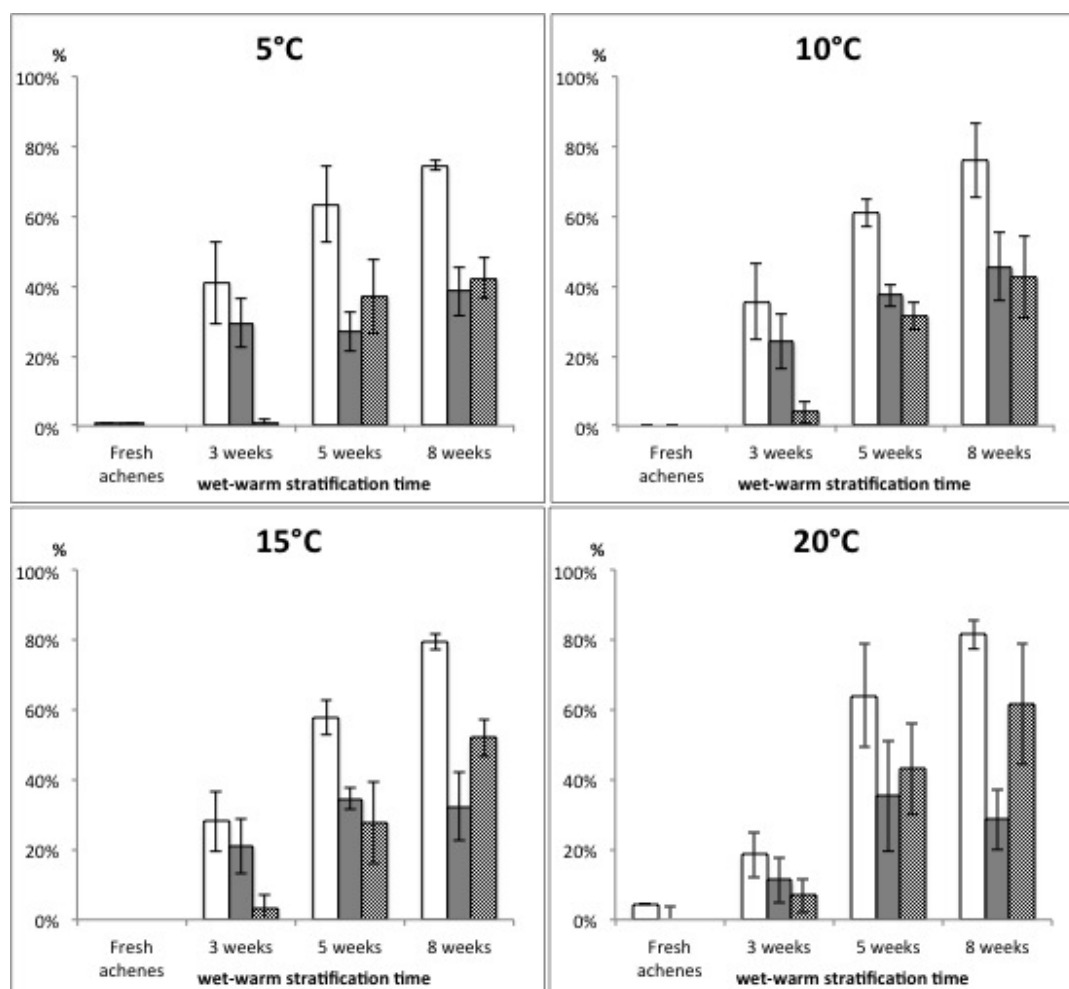 5°C
%
100%
80%
60%
40%
20%
0%
Fresh achenes
3 weeks
5 weeks
8 weeks
wet-warm stratification time
10°C
%
100%
80%
60%
40%
20%
0%
Fresh achenes
3 weeks
5 weeks
8 weeks
wet-warm stratification time
15°C
%
100%
80%
60%
40%
20%
0%
Fresh achenes
3 weeks
5 weeks
8 weeks
wet-warm stratification time
20°C
%
100%
80%
60%
40%
20%
0%
Fresh achenes
3 weeks
5 weeks
8 weeks
wet-warm stratification time